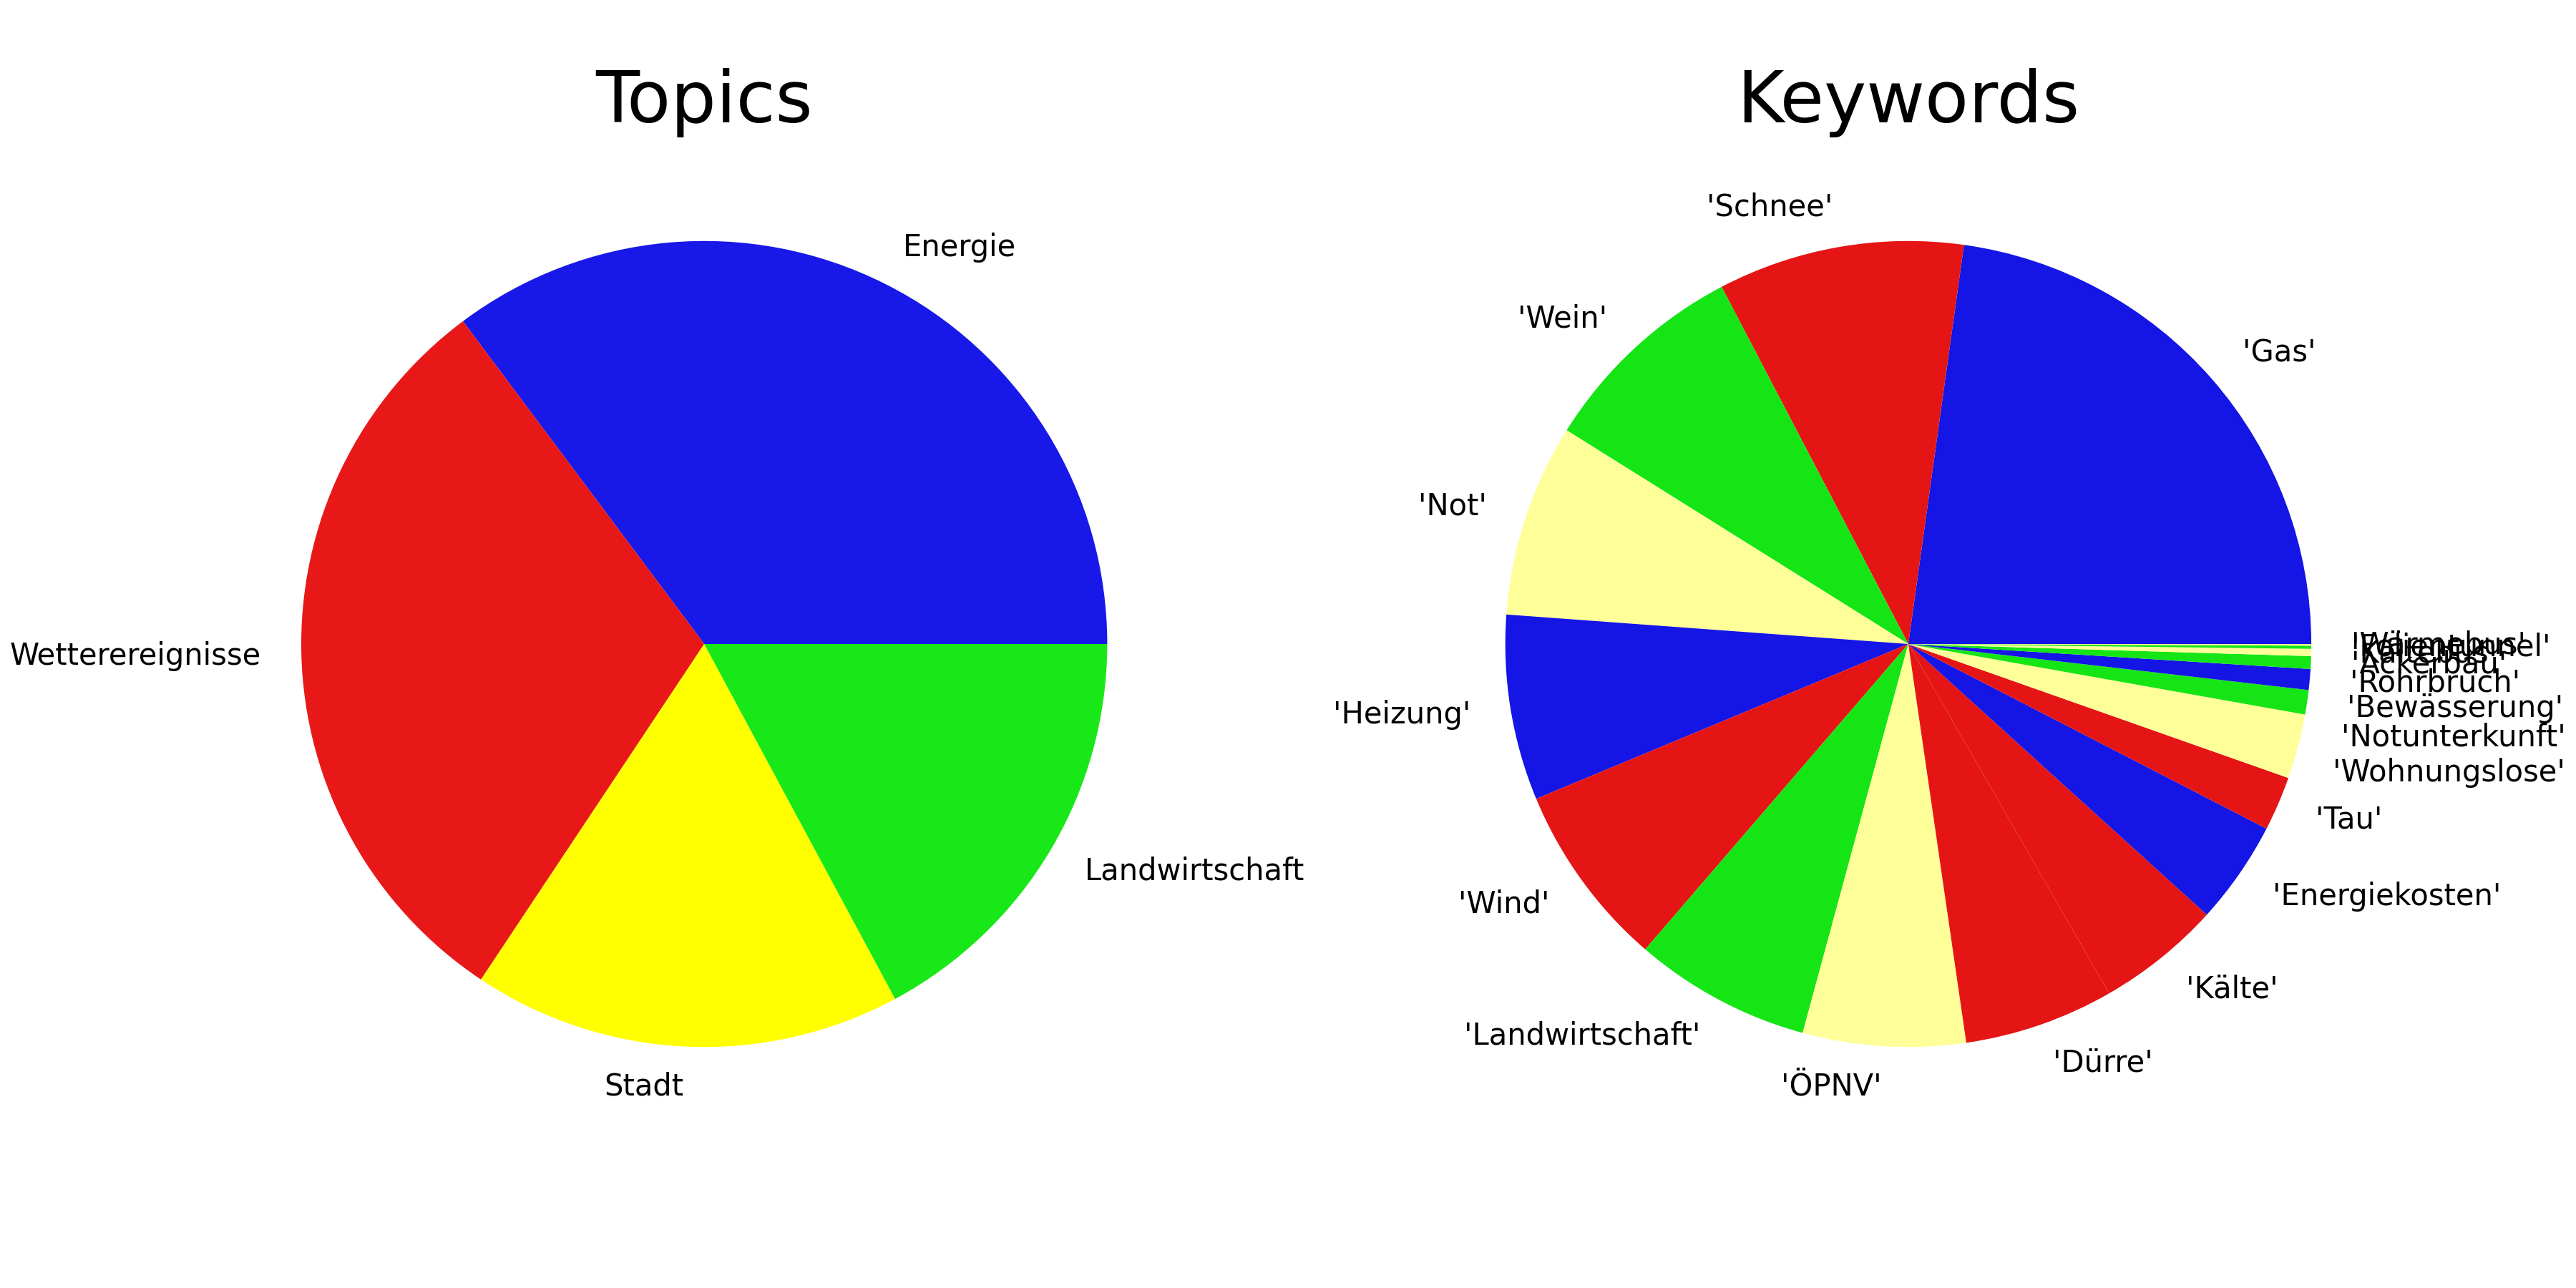 Topics
Energie
Wetterereignisse
Stadt
Landwirtschaft
Keywords
'Gas'
'Schnee'
'Wein'
'Not'
'Heizung'
'Wind'
'Landwirtschaft'
'ÖPNV'
'Dürre'
'Kälte'
'Energiekosten'
'Tau'
'Wohnungslose'
'Notunterkunft'
'Bewässerung'
'Rohrbruch'
'Ackerbau'
'Wärmebus'